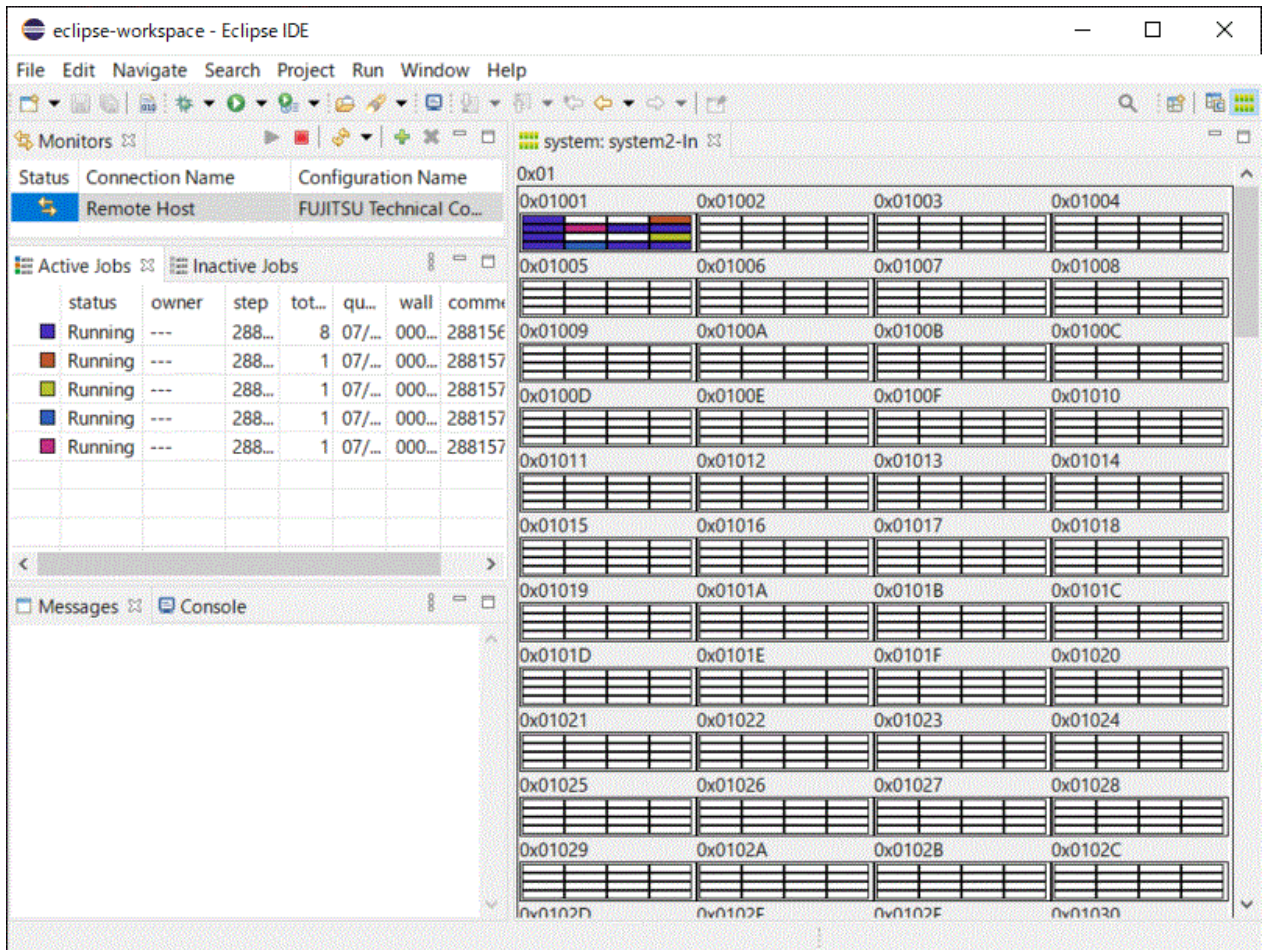 eclipse-workspace - Eclipse IDE
File Edit Navigate Search Project Run Window Help
Monitors
Status Connection Name Configuration Name
Remote Host FUJITSU Technical Co...
Active Jobs Inactive Jobs
status owner step tot... qu... wall comme
Running --- 288... 8 07/... 000... 288156
Running --- 288... 1 07/... 000... 288157
Running --- 288... 1 07/... 000... 288157
Running --- 288... 1 07/... 000... 288157
Running --- 288... 1 07/... 000... 288157
Messages Console
system: system2-In
0x01
0x01001 0x01002 0x01003 0x01004
0x01005 0x01006 0x01007 0x01008
0x01009 0x0100A 0x0100B 0x0100C
0x0100D 0x0100E 0x0100F 0x01010
0x01011 0x01012 0x01013 0x01014
0x01015 0x01016 0x01017 0x01018
0x01019 0x0101A 0x0101B 0x0101C
0x0101D 0x0101E 0x0101F 0x01020
0x01021 0x01022 0x01023 0x01024
0x01025 0x01026 0x01027 0x01028
0x01029 0x0102A 0x0102B 0x0102C
0x0102D 0x0102E 0x0102F 0x01030